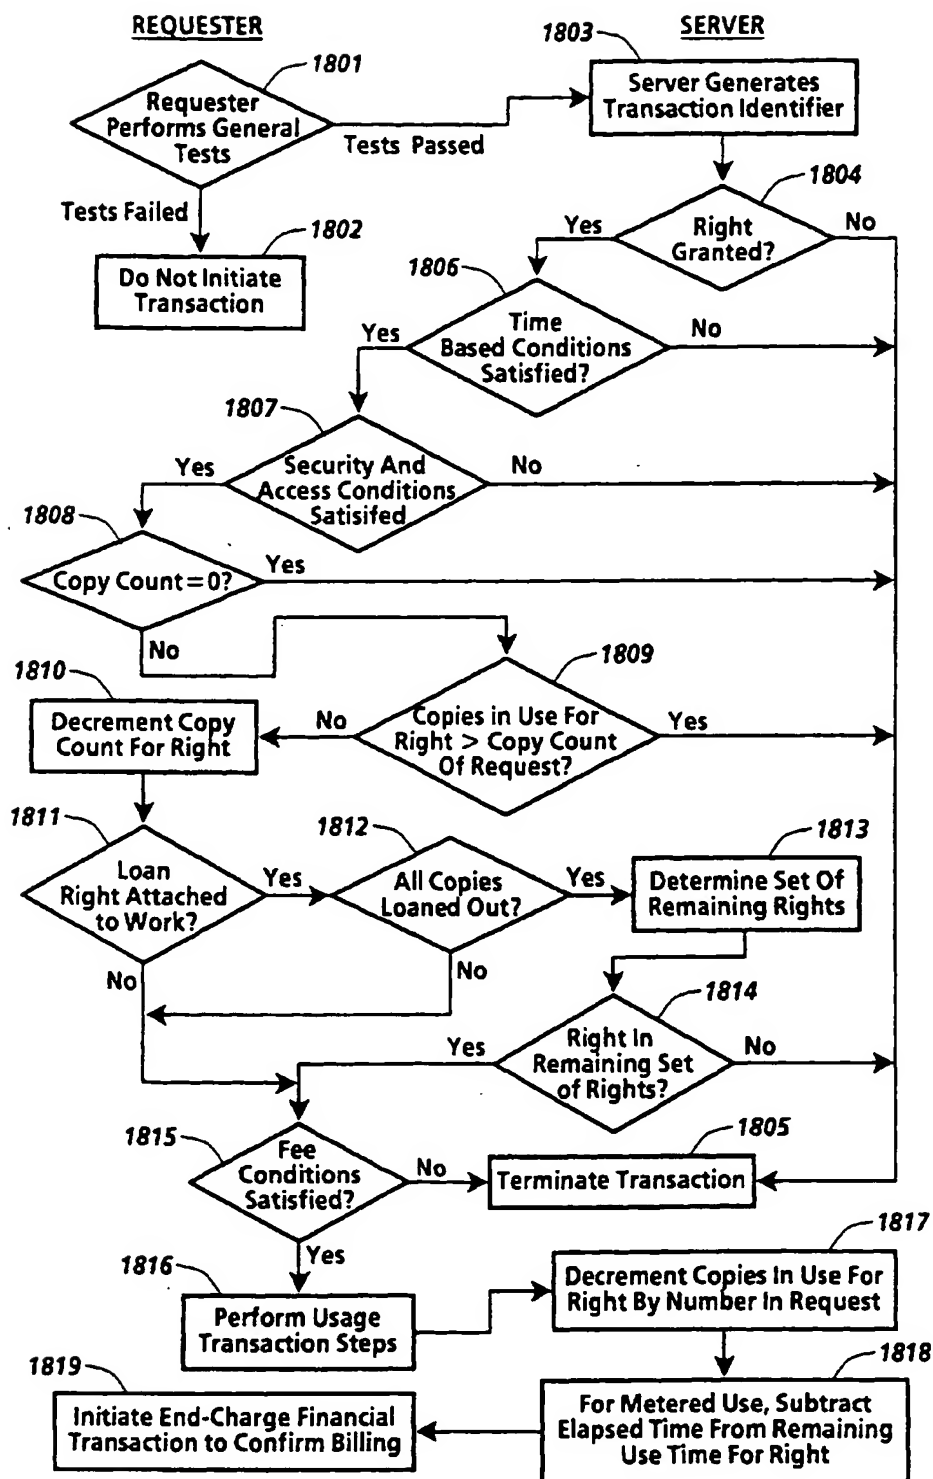 REQUESTER
SERVER
1801
1803
Requester
Performs General
Tests
Server Generates
Transaction Identifier
Tests Passed
Tests Failed
1802
1804
Do Not Initiate
Transaction
Yes
Right
Granted?
No
1806
Time
Based Conditions
Satisfied?
Yes
No
1807
Security And
Access Conditions
Satisifed
Yes
No
1808
Copy Count = 0?
Yes
No
1809
1810
Decrement Copy
Count For Right
No
Copies in Use For
Right > Copy Count
Of Request?
Yes
1811
1812
1813
Loan
Right Attached
to Work?
Yes
All Copies
Loaned Out?
Yes
Determine Set Of
Remaining Rights
No
No
1814
Yes
Right In
Remaining Set
of Rights?
No
1815
1805
Fee
Conditions
Satisfied?
No
Terminate Transaction
Yes
1816
1817
Perform Usage
Transaction Steps
Decrement Copies In Use For
Right By Number In Request
1819
1818
Initiate End-Charge Financial
Transaction to Confirm Billing
For Metered Use, Subtract
Elapsed Time From Remaining
Use Time For Right